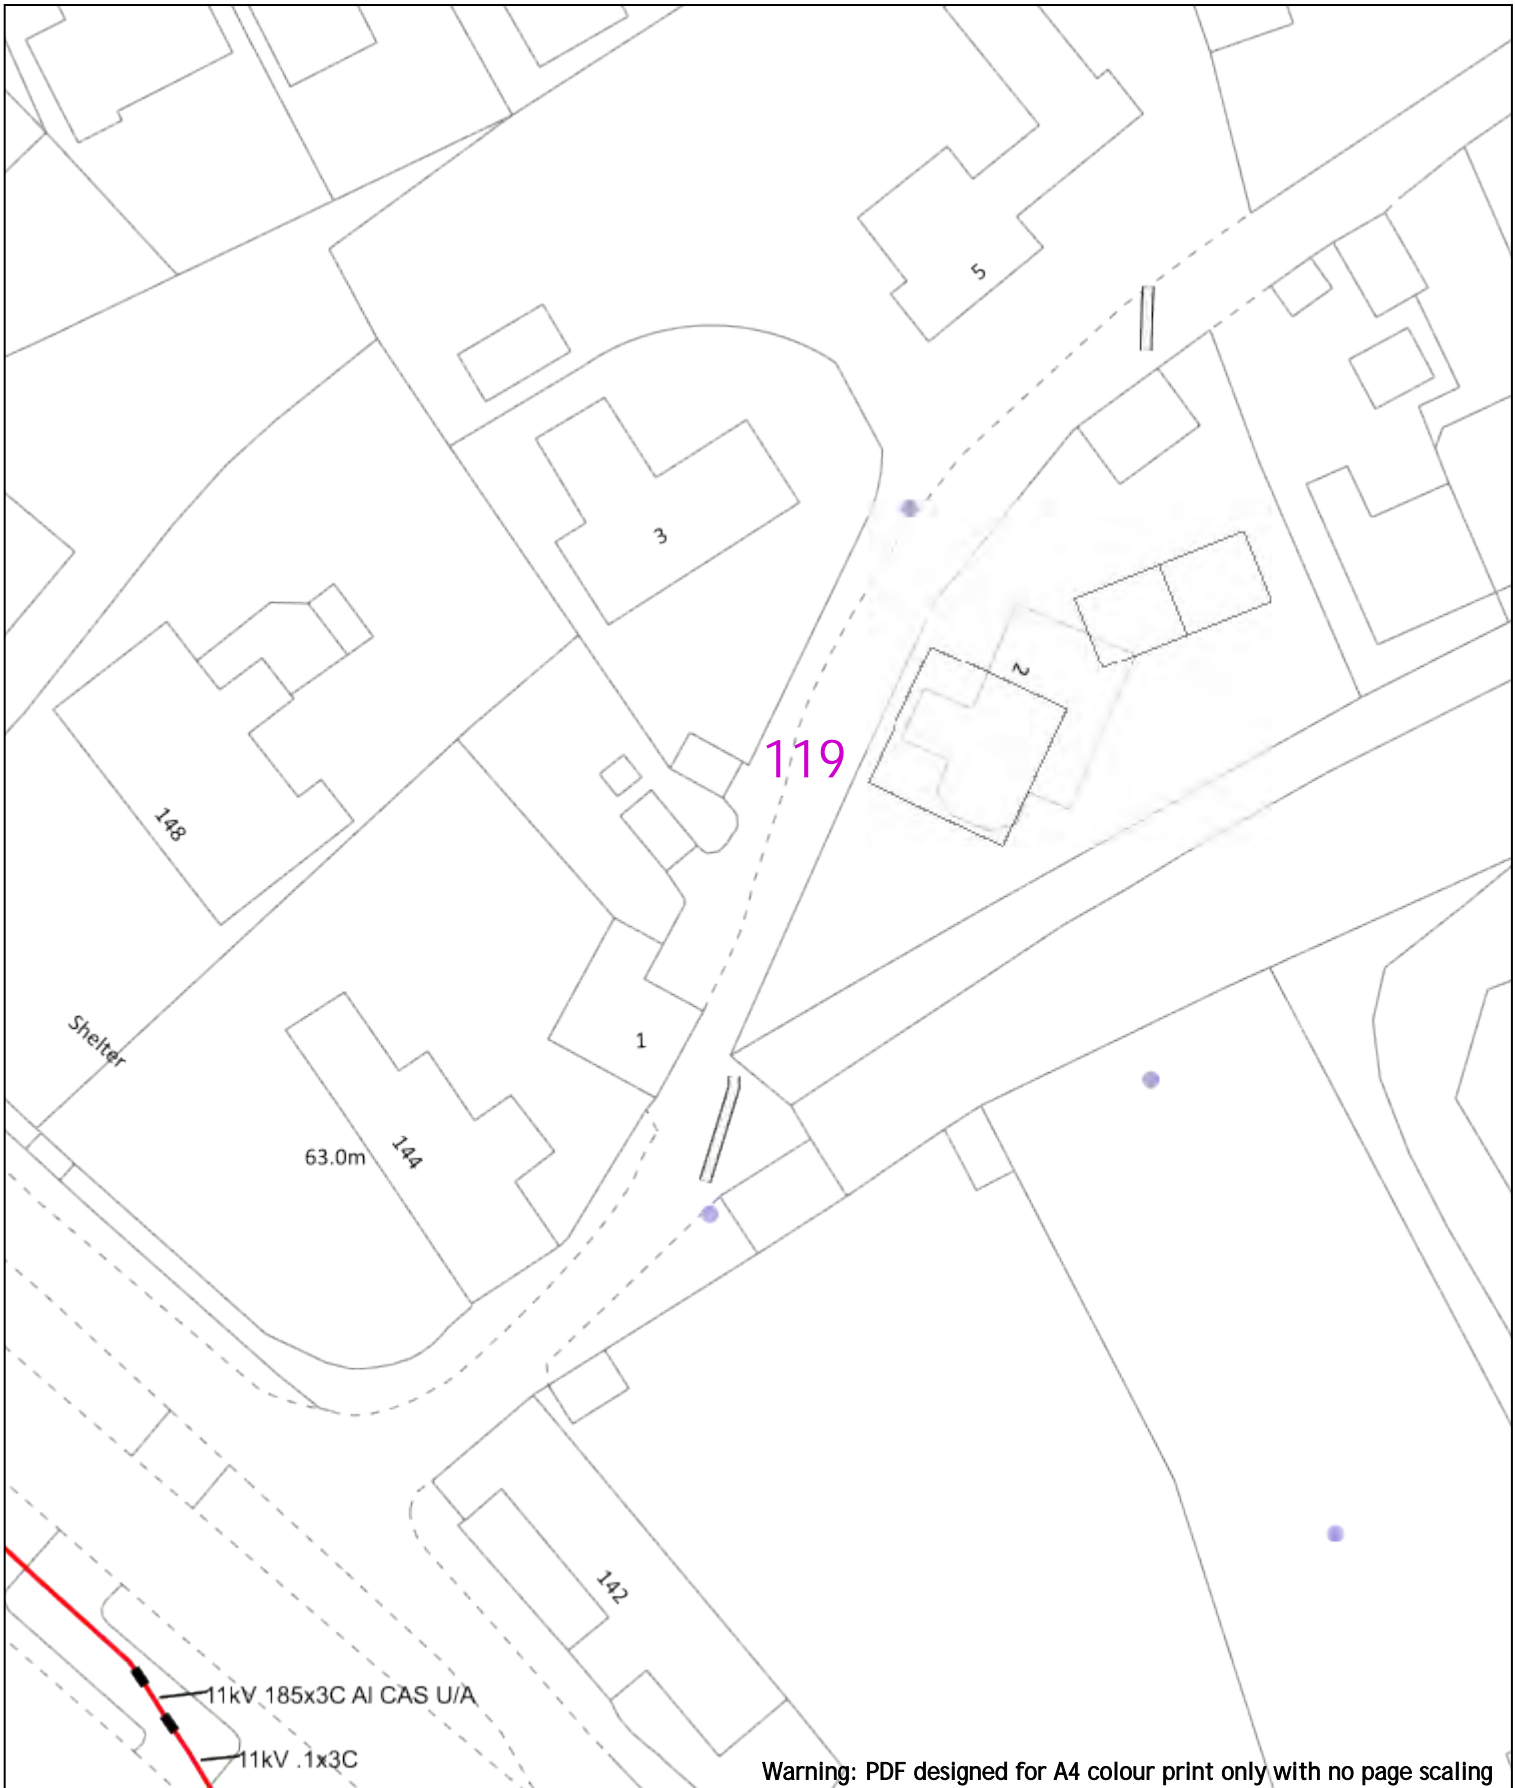 5
3
2
119
148
Shelter
1
144
63.0m
142
11kV 185x3C Al CAS U/A
11kV .1x3C
Warning: PDF designed for A4 colour print only with no page scaling